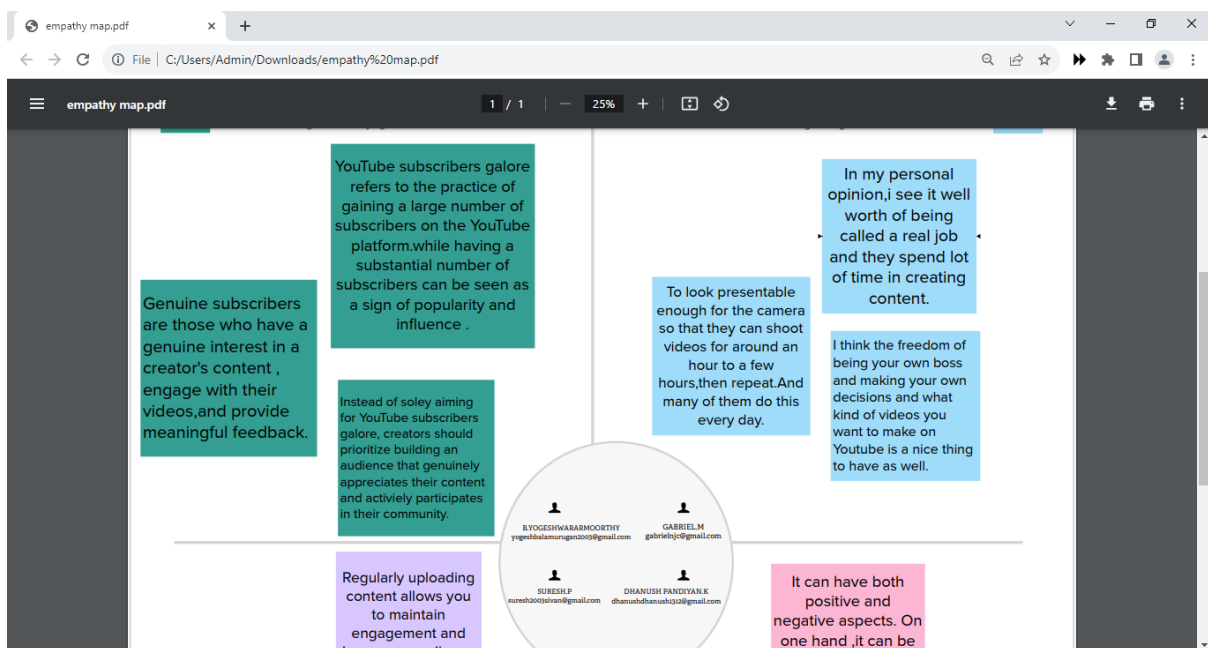 empathy map.pdf
File
C:/Users/Admin/Downloads/empathy%20map.pdf
empathy map.pdf
1 / 1
25%
YouTube subscribers galore
refers to the practice of
gaining a large number of
subscribers on the YouTube
platform.while having a
substantial number of
subscribers can be seen as
a sign of popularity and
influence .
Genuine subscribers
are those who have a
genuine interest in a
creator's content ,
engage with their
videos,and provide
meaningful feedback.
Instead of soley aiming
for YouTube subscribers
galore, creators should
prioritize building an
audience that genuinely
appreciates their content
and activiely participates
in their community.
In my personal
opinion,i see it well
worth of being
called a real job
and they spend lot
of time in creating
content.
To look presentable
enough for the camera
so that they can shoot
videos for around an
hour to a few
hours,then repeat.And
many of them do this
every day.
I think the freedom of
being your own boss
and making your own
decisions and what
kind of videos you
want to make on
Youtube is a nice thing
to have as well.
B.YOGESHWARARMOORTHY
yogeshbalamurugan2003@gmail.com
GABRIEL.M
gabrielnjc@gmail.com
SURESH.P
suresh2003sivan@gmail.com
DHANUSH PANDIYAN.K
dhanushdhanushi312@gmail.com
Regularly uploading
content allows you
to maintain
engagement and
It can have both
positive and
negative aspects. On
one hand ,it can be